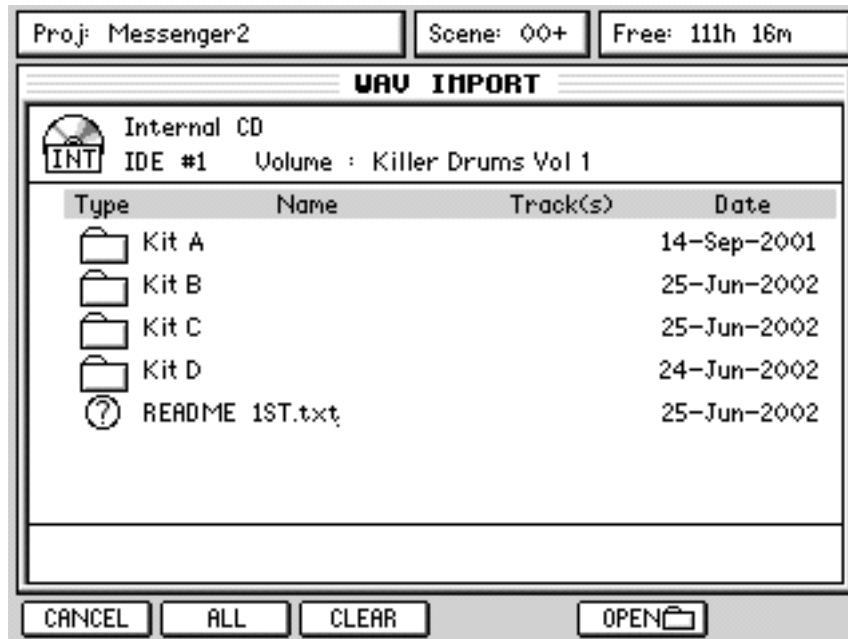 Proj: Messenger2 Scene: 00+ Free: 111h 16m
WAV IMPORT
Internal CD
INT IDE #1 Volume : Killer Drums Vol 1
Type Name Track(s) Date
Kit A 14-Sep-2001
Kit B 25-Jun-2002
Kit C 25-Jun-2002
Kit D 24-Jun-2002
? README 1ST.txt 25-Jun-2002
CANCEL ALL CLEAR OPEN